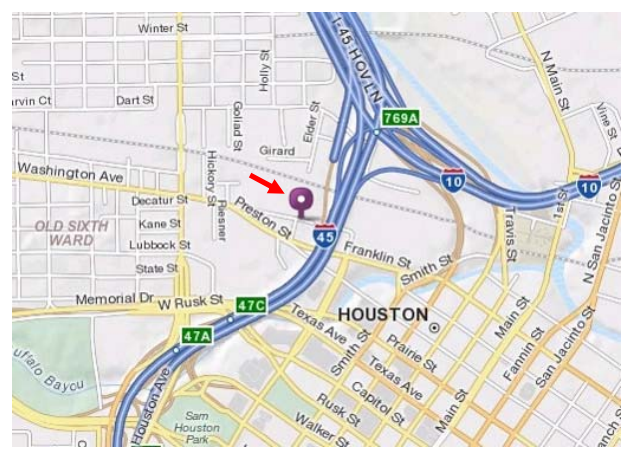 Winter St
I-45 HOV LN
N Main St
St
Holly St
arvin Ct
Dart St
Goliad St
Elder St
769A
Vine St
Girard
Washington Ave
Hickory St
10
10
Decatur St
Riesner
Preston St
1st St
Travis St
N San Jacinto St
OLD SIXTH
WARD
Kane St
45
Lubbock St
Franklin St
State St
Smith St
Memorial Dr
W Rusk St
47C
HOUSTON
Texas Ave
Main St
47A
Prairie St
Fannin St
San Jacinto St
Smith St
Texas Ave
uffalo Bayou
Houston Ave
Capitol St
Sam
Houston
Park
Rusk St
Main St
Walker St